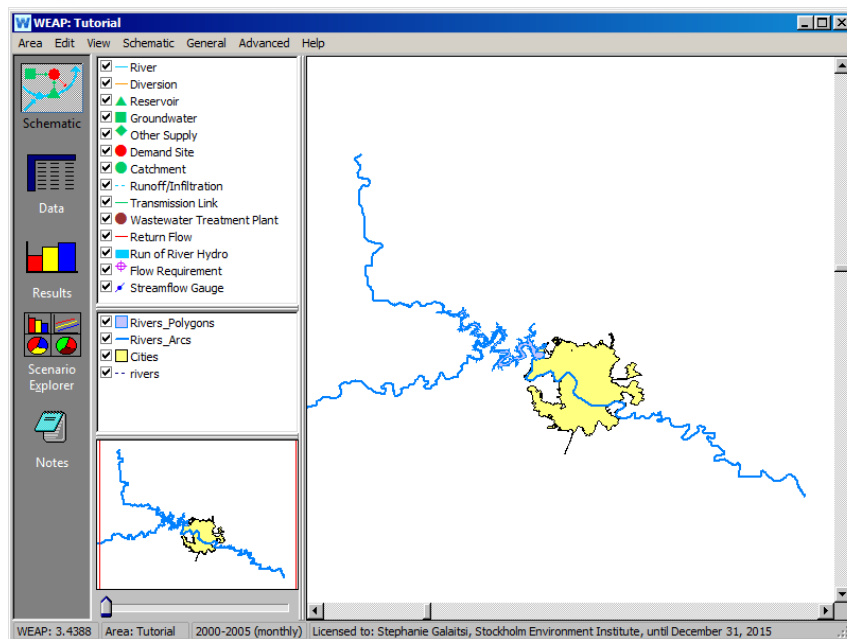 WEAP: Tutorial
Area Edit View Schematic General Advanced Help
Schematic
Data
Results
Scenario
Explorer
Notes
River
Diversion
Reservoir
Groundwater
Other Supply
Demand Site
Catchment
Runoff/Infiltration
Transmission Link
Wastewater Treatment Plant
Return Flow
Run of River Hydro
Flow Requirement
Streamflow Gauge
Rivers_Polygons
Rivers_Arcs
Cities
rivers
WEAP: 3.4388 Area: Tutorial 2000-2005 (monthly) Licensed to: Stephanie Galaitsi, Stockholm Environment Institute, until December 31, 2015